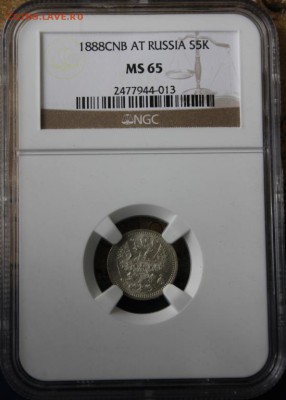 1888CNB AT RUSSIA S5K
MS 65
2477944-013
NGC